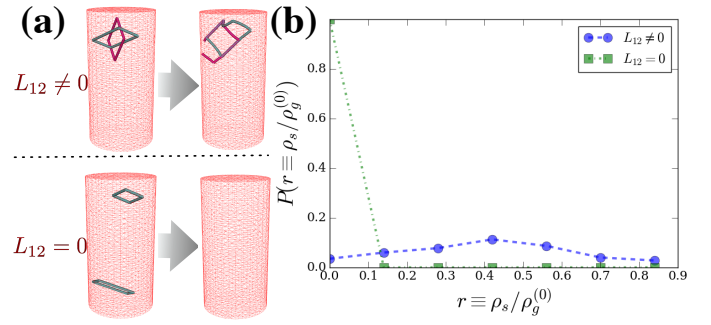 (a)
L₁₂ ≠ 0
L₁₂ = 0
(b)
P(r ≡ ρₛ/ρ_g^(0))
0.8
0.6
0.4
0.2
0.0
0.0 0.1 0.2 0.3 0.4 0.5 0.6 0.7 0.8 0.9
r ≡ ρₛ/ρ_g^(0)
L₁₂ ≠ 0
L₁₂ = 0